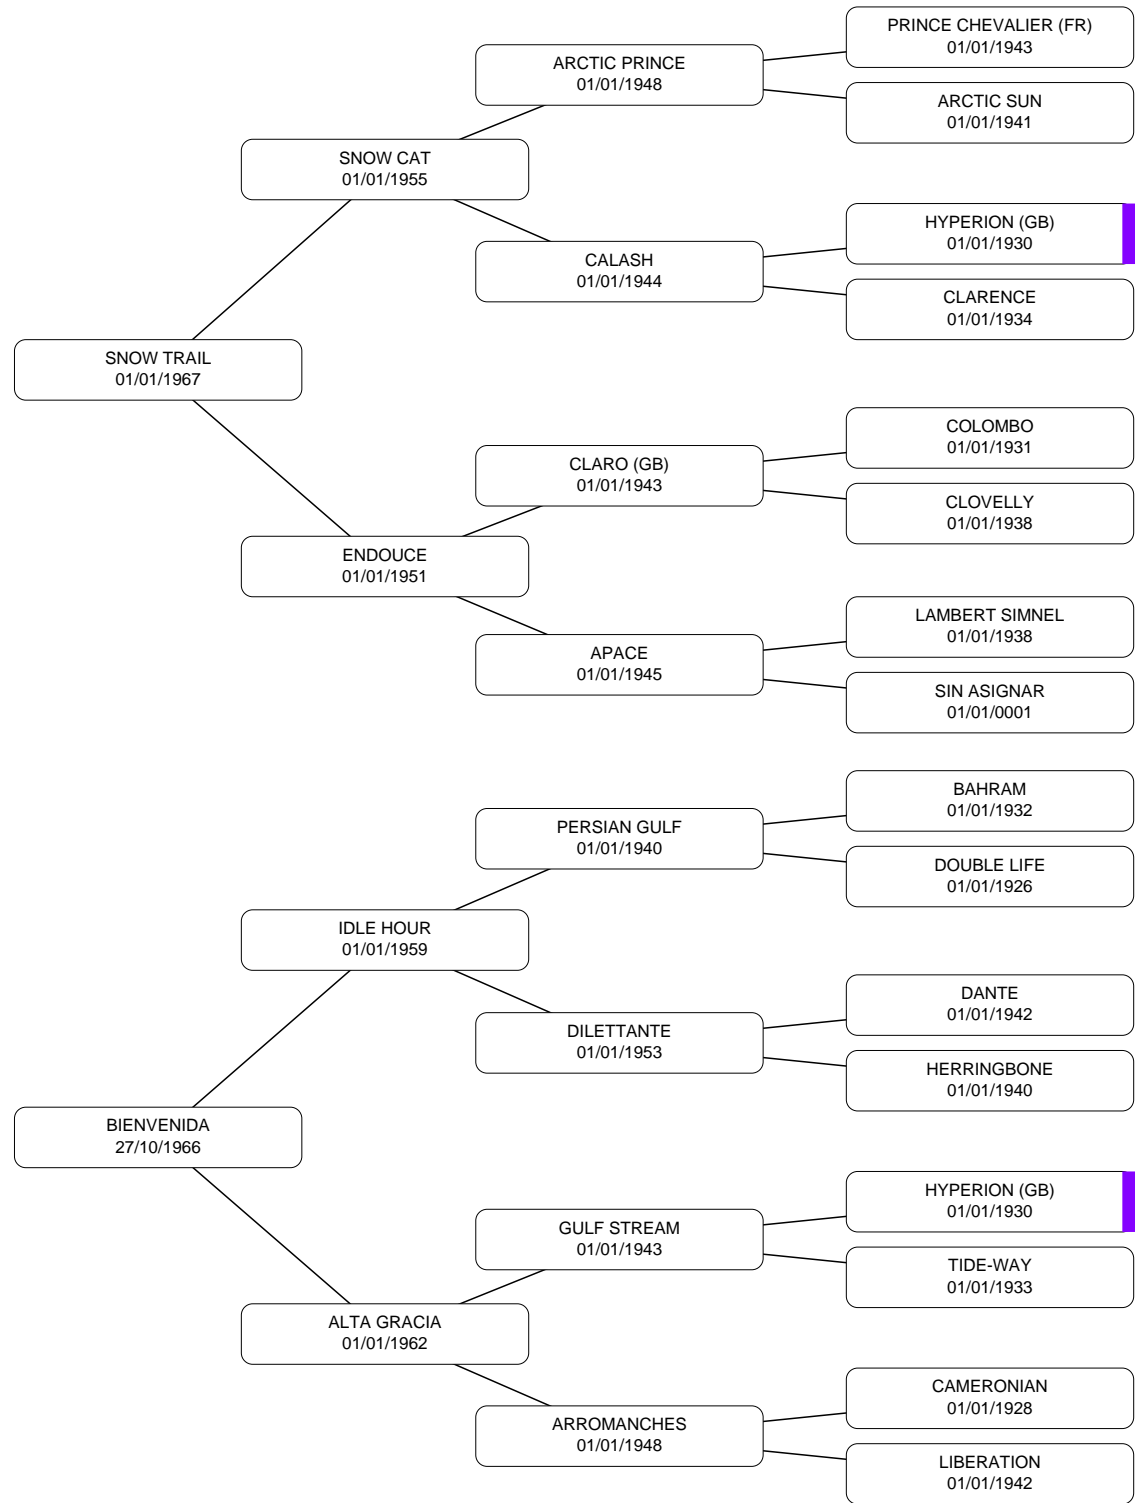 PRINCE CHEVALIER (FR)
01/01/1943
ARCTIC PRINCE
01/01/1948
ARCTIC SUN
01/01/1941
SNOW CAT
01/01/1955
HYPERION (GB)
01/01/1930
CALASH
01/01/1944
CLARENCE
01/01/1934
SNOW TRAIL
01/01/1967
COLOMBO
01/01/1931
CLARO (GB)
01/01/1943
CLOVELLY
01/01/1938
ENDOUCE
01/01/1951
LAMBERT SIMNEL
01/01/1938
APACE
01/01/1945
SIN ASIGNAR
01/01/0001
BAHRAM
01/01/1932
PERSIAN GULF
01/01/1940
DOUBLE LIFE
01/01/1926
IDLE HOUR
01/01/1959
DANTE
01/01/1942
DILETTANTE
01/01/1953
HERRINGBONE
01/01/1940
BIENVENIDA
27/10/1966
HYPERION (GB)
01/01/1930
GULF STREAM
01/01/1943
TIDE-WAY
01/01/1933
ALTA GRACIA
01/01/1962
CAMERONIAN
01/01/1928
ARROMANCHES
01/01/1948
LIBERATION
01/01/1942